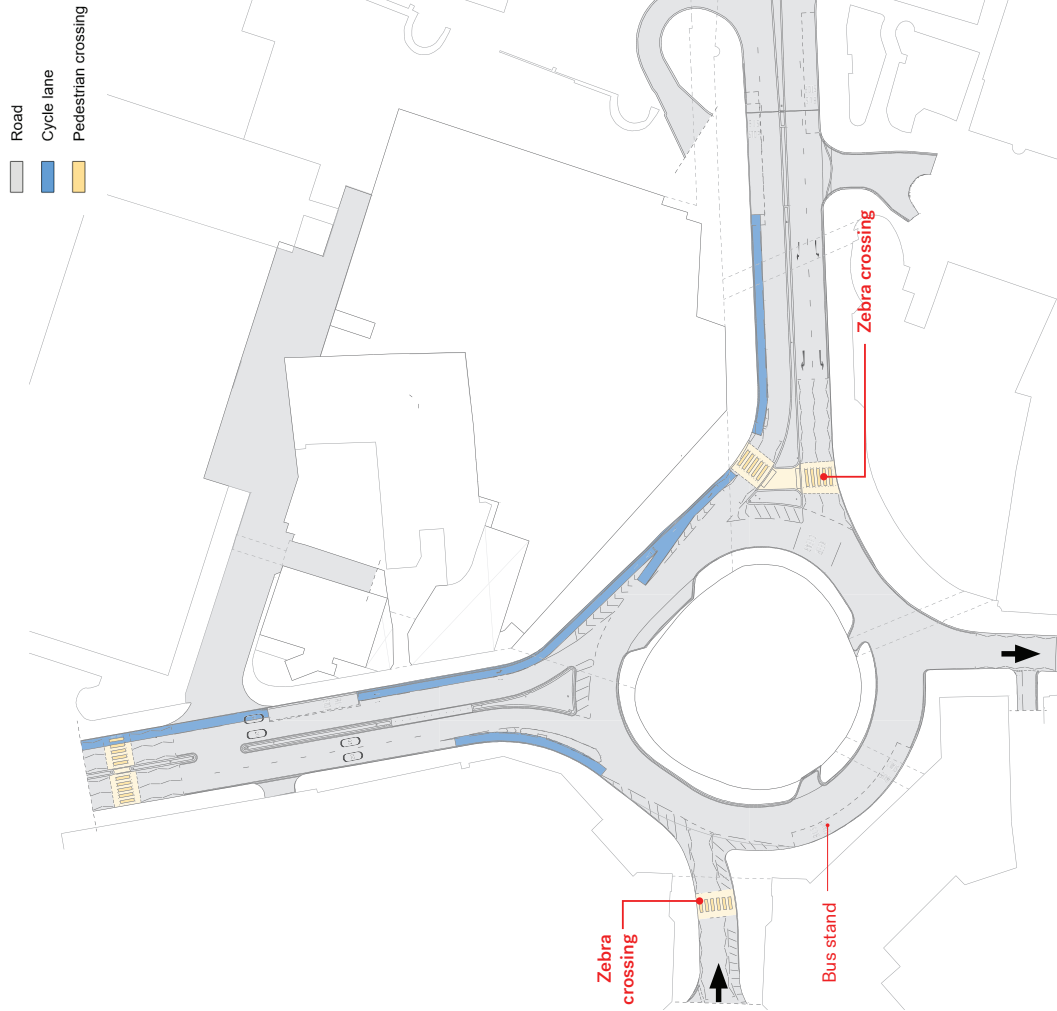 Road
Cycle lane
Pedestrian crossing
Zebra crossing
Zebra
crossing
Bus stand